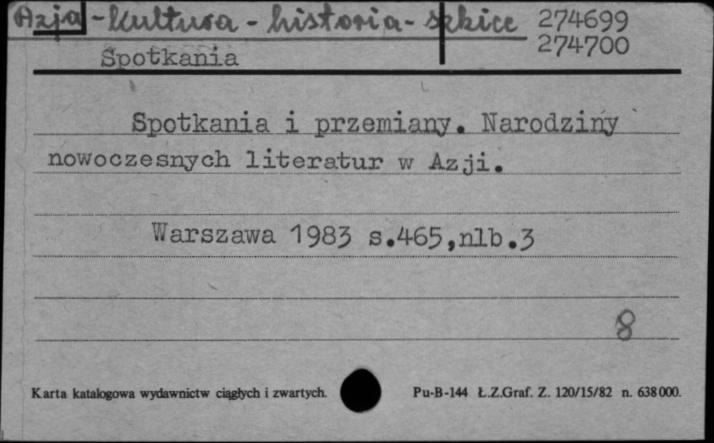 Azja - kultura - historia - szkice 274699
274700
Spotkania
Spotkania i przemiany. Narodziny
nowoczesnych literatur w Azji.
Warszawa 1983 s.465,nlb.3
8
Karta katalogowa wydawnictw ciągłych i zwartych. Pu-B-144 Ł.Z.Graf. Z. 120/15/82 n. 638000.